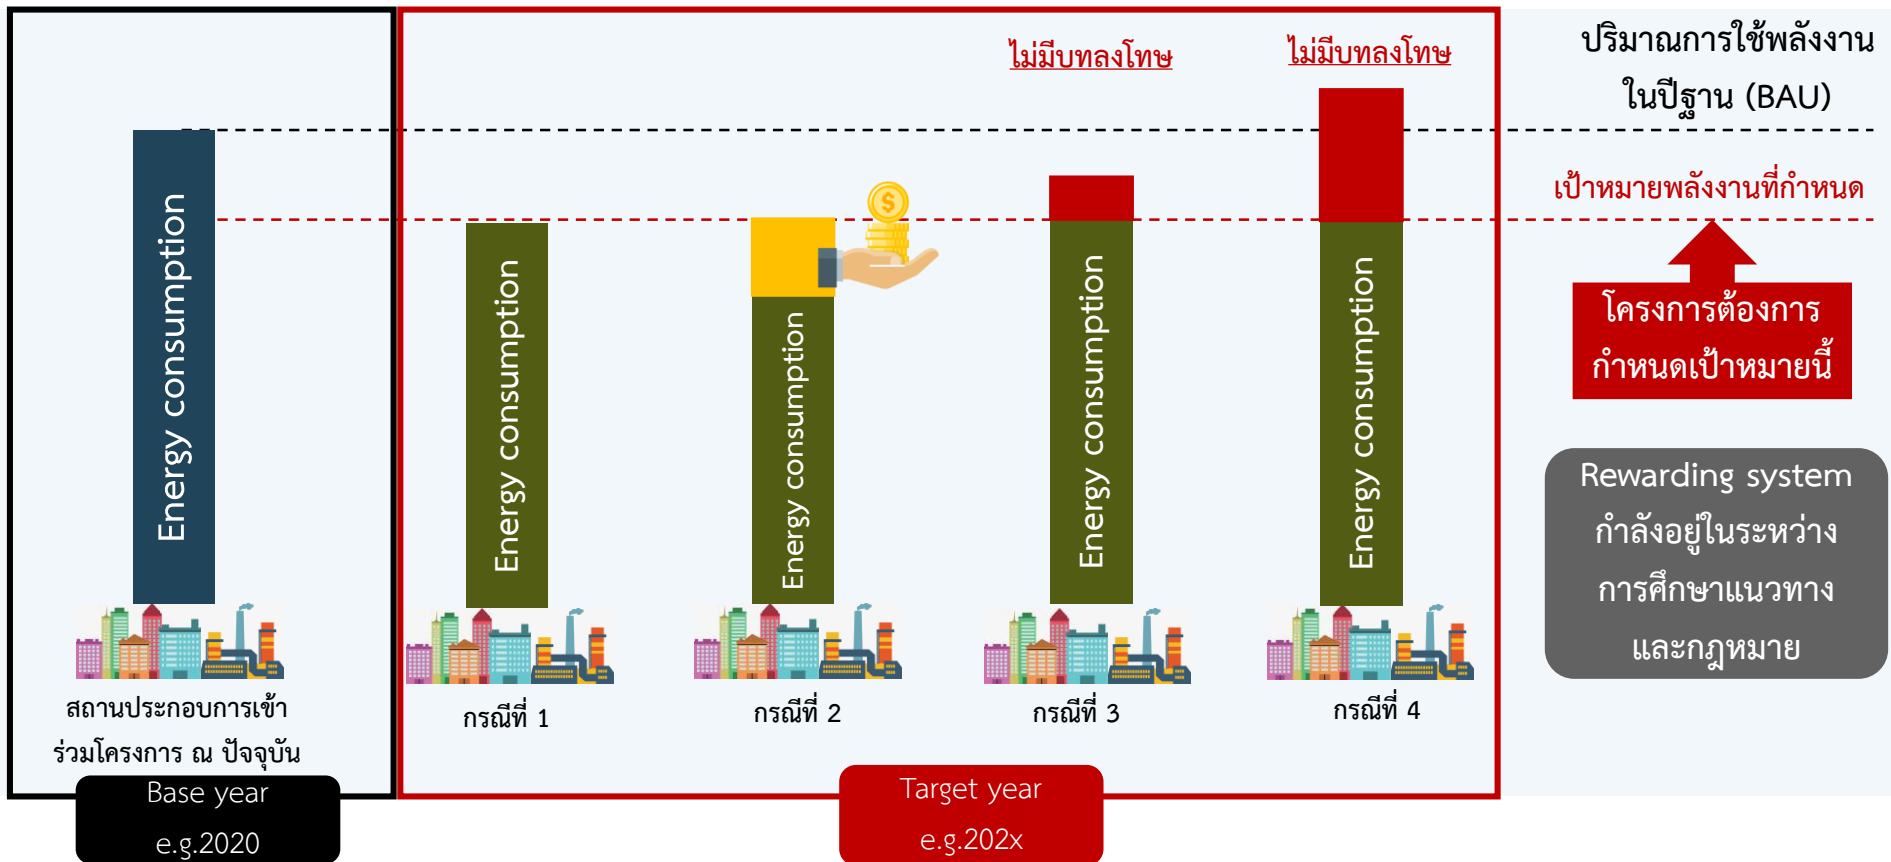 ไม่มีบทลงโทษ
ไม่มีบทลงโทษ
ปริมาณการใช้พลังงาน
ในปีฐาน (BAU)
เป้าหมายพลังงานที่กำหนด
โครงการต้องการ
กำหนดเป้าหมายนี้
Rewarding system
กำลังอยู่ในระหว่าง
การศึกษาแนวทาง
และกฎหมาย
Energy consumption
Energy consumption
Energy consumption
Energy consumption
Energy consumption
$
สถานประกอบการเข้า
ร่วมโครงการ ณ ปัจจุบัน
กรณีที่ 1
กรณีที่ 2
กรณีที่ 3
กรณีที่ 4
Base year
e.g.2020
Target year
e.g.202x